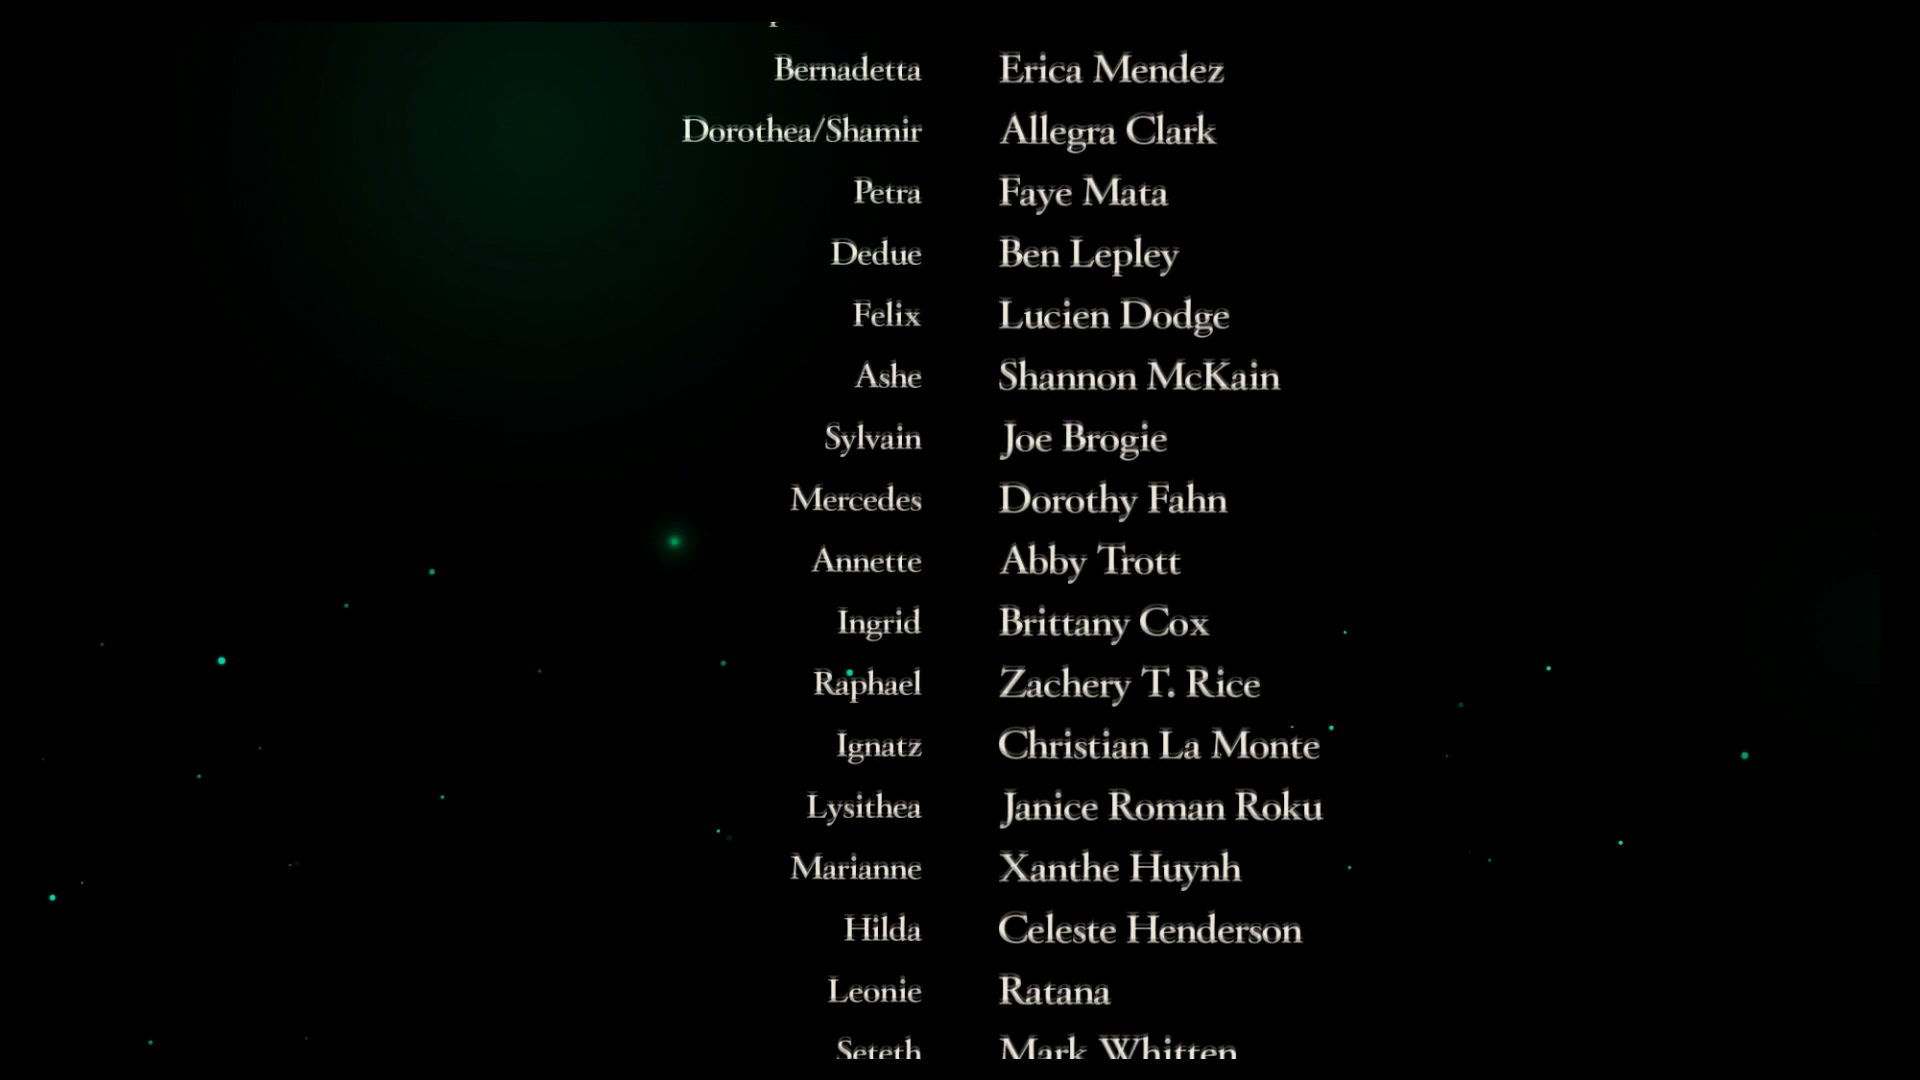 Bernadetta Erica Mendez
Dorothea/Shamir Allegra Clark
Petra Faye Mata
Dedue Ben Lepley
Felix Lucien Dodge
Ashe Shannon McKain
Sylvain Joe Brogie
Mercedes Dorothy Fahn
Annette Abby Trott
Ingrid Brittany Cox
Raphael Zachery T. Rice
Ignatz Christian La Monte
Lysithea Janice Roman Roku
Marianne Xanthe Huynh
Hilda Celeste Henderson
Leonie Ratana
Seteth Mark Whitten